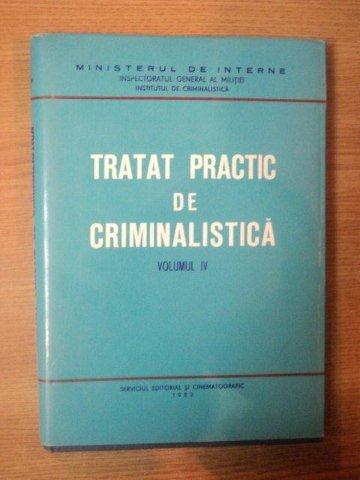 MINISTERUL DE INTERNE
INSPECTORATUL GENERAL AL MILIȚIEI
INSTITUTUL DE CRIMINALISTICĂ
TRATAT PRACTIC
DE
CRIMINALISTICĂ
VOLUMUL IV
SERVICIUL EDITORIAL ȘI CINEMATOGRAFIC
1982